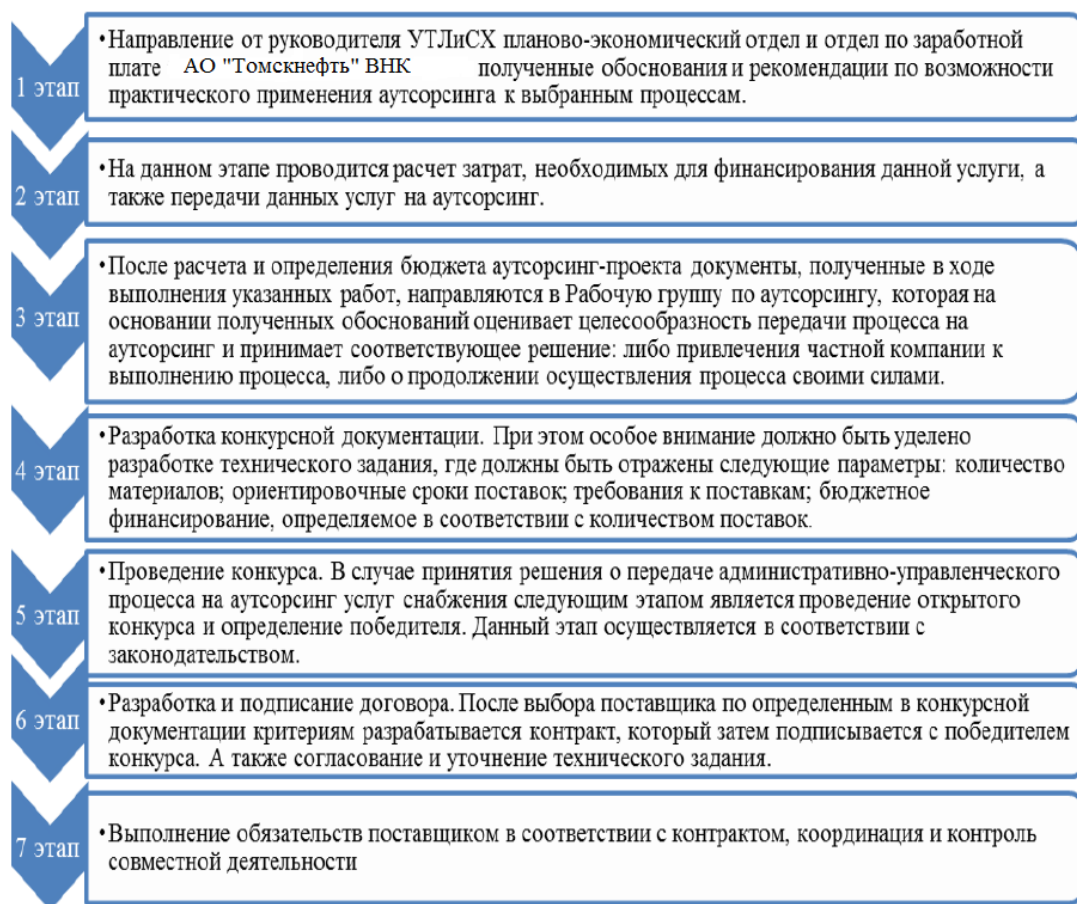 1 этап
•Направление от руководителя УТЛиСХ планово-экономический отдел и отдел по заработной
плате АО "Томскнефть" ВНК полученные обоснования и рекомендации по возможности
практического применения аутсорсинга к выбранным процессам.
2 этап
•На данном этапе проводится расчет затрат, необходимых для финансирования данной услуги, а
также передачи данных услуг на аутсорсинг.
3 этап
•После расчета и определения бюджета аутсорсинг-проекта документы, полученные в ходе
выполнения указанных работ, направляются в Рабочую группу по аутсорсингу, которая на
основании полученных обоснований оценивает целесообразность передачи процесса на
аутсорсинг и принимает соответствующее решение: либо привлечения частной компании к
выполнению процесса, либо о продолжении осуществления процесса своими силами.
4 этап
•Разработка конкурсной документации. При этом особое внимание должно быть уделено
разработке технического задания, где должны быть отражены следующие параметры: количество
материалов; ориентировочные сроки поставок; требования к поставкам; бюджетное
финансирование, определяемое в соответствии с количеством поставок.
5 этап
•Проведение конкурса. В случае принятия решения о передаче административно-управленческого
процесса на аутсорсинг услуг снабжения следующим этапом является проведение открытого
конкурса и определение победителя. Данный этап осуществляется в соответствии с
законодательством.
6 этап
•Разработка и подписание договора. После выбора поставщика по определенным в конкурсной
документации критериям разрабатывается контракт, который затем подписывается с победителем
конкурса. А также согласование и уточнение технического задания.
7 этап
•Выполнение обязательств поставщиком в соответствии с контрактом, координация и контроль
совместной деятельности